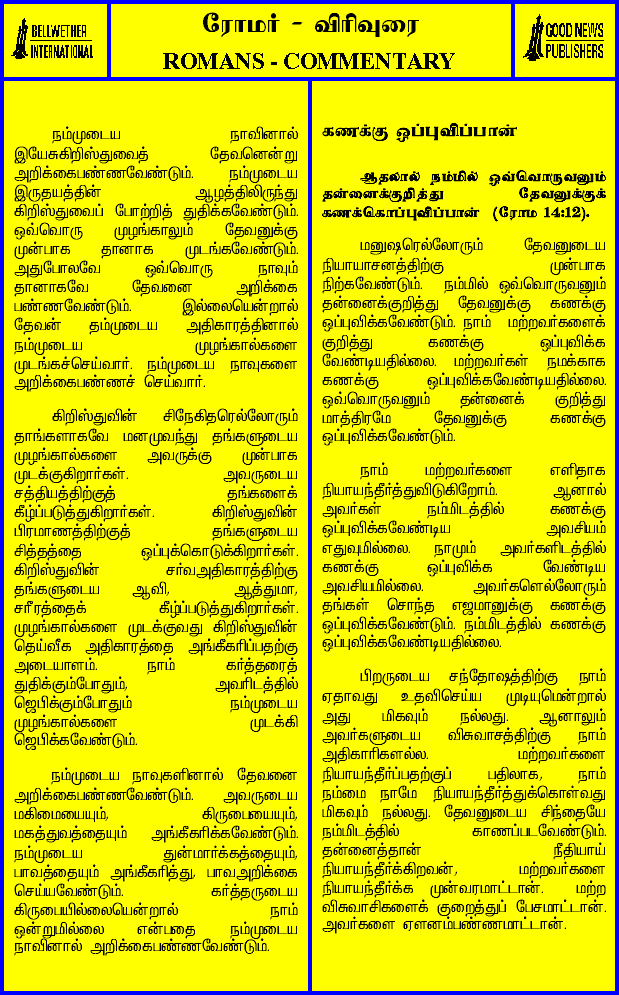 BELLWETHER
INTERNATIONAL
ரோமர் - விரிவுரை
ROMANS - COMMENTARY
GOOD NEWS
PUBLISHERS
நம்முடைய நாவினால்
இயேசுகிறிஸ்துவைத் தேவனென்று
அறிக்கைபண்ணவேண்டும். நம்முடைய
இருதயத்தின் ஆழத்திலிருந்து
கிறிஸ்துவைப் போற்றித் துதிக்கவேண்டும்.
ஒவ்வொரு முழங்காலும் தேவனுக்கு
முன்பாக தானாக முடங்கவேண்டும்.
அதுபோலவே ஒவ்வொரு நாவும்
தானாகவே தேவனை அறிக்கை
பண்ணவேண்டும். இல்லையென்றால்
தேவன் தம்முடைய அதிகாரத்தினால்
நம்முடைய முழங்கால்களை
முடங்கச்செய்வார். நம்முடைய நாவுகளை
அறிக்கைபண்ணச் செய்வார்.
கிறிஸ்துவின் சிநேகிதரெல்லோரும்
தாங்களாகவே மனமுவந்து தங்களுடைய
முழங்கால்களை அவருக்கு முன்பாக
முடக்குகிறார்கள். அவருடைய
சத்தியத்திற்குத் தங்களைக்
கீழ்ப்படுத்துகிறார்கள். கிறிஸ்துவின்
பிரமாணத்திற்குத் தங்களுடைய
சித்தத்தை ஒப்புக்கொடுக்கிறார்கள்.
கிறிஸ்துவின் சர்வஅதிகாரத்திற்கு
தங்களுடைய ஆவி, ஆத்துமா,
சரீரத்தைக் கீழ்ப்படுத்துகிறார்கள்.
முழங்கால்களை முடக்குவது கிறிஸ்துவின்
தெய்வீக அதிகாரத்தை அங்கீகரிப்பதற்கு
அடையாளம். நாம் கர்த்தரைத்
துதிக்கும்போதும், அவரிடத்தில்
ஜெபிக்கும்போதும் நம்முடைய
முழங்கால்களை முடக்கி
ஜெபிக்கவேண்டும்.
நம்முடைய நாவுகளினால் தேவனை
அறிக்கைபண்ணவேண்டும். அவருடைய
மகிமையையும், கிருபையையும்,
மகத்துவத்தையும் அங்கீகரிக்கவேண்டும்.
நம்முடைய துன்மார்க்கத்தையும்,
பாவத்தையும் அங்கீகரித்து, பாவஅறிக்கை
செய்யவேண்டும். கர்த்தருடைய
கிருபையில்லையென்றால் நாம்
ஒன்றுமில்லை என்பதை நம்முடைய
நாவினால் அறிக்கைபண்ணவேண்டும்.
கணக்கு ஒப்புவிப்பான்
ஆதலால் நம்மில் ஒவ்வொருவனும்
தன்னைக்குறித்து தேவனுக்குக்
கணக்கொப்புவிப்பான் (ரோம 14:12).
மனுஷரெல்லோரும் தேவனுடைய
நியாயாசனத்திற்கு முன்பாக
நிற்கவேண்டும். நம்மில் ஒவ்வொருவனும்
தன்னைக்குறித்து தேவனுக்கு கணக்கு
ஒப்புவிக்கவேண்டும். நாம் மற்றவர்களைக்
குறித்து கணக்கு ஒப்புவிக்க
வேண்டியதில்லை. மற்றவர்கள் நமக்காக
கணக்கு ஒப்புவிக்கவேண்டியதில்லை.
ஒவ்வொருவனும் தன்னைக் குறித்து
மாத்திரமே தேவனுக்கு கணக்கு
ஒப்புவிக்கவேண்டும்.
நாம் மற்றவர்களை எளிதாக
நியாயந்தீர்த்துவிடுகிறோம். ஆனால்
அவர்கள் நம்மிடத்தில் கணக்கு
ஒப்புவிக்கவேண்டிய அவசியம்
எதுவுமில்லை. நாமும் அவர்களிடத்தில்
கணக்கு ஒப்புவிக்க வேண்டிய
அவசியமில்லை. அவர்களெல்லோரும்
தங்கள் சொந்த எஜமானுக்கு கணக்கு
ஒப்புவிக்கவேண்டும். நம்மிடத்தில் கணக்கு
ஒப்புவிக்கவேண்டியதில்லை.
பிறருடைய சந்தோஷத்திற்கு நாம்
ஏதாவது உதவிசெய்ய முடியுமென்றால்
அது மிகவும் நல்லது. ஆனாலும்
அவர்களுடைய விசுவாசத்திற்கு நாம்
அதிகாரிகளல்ல. மற்றவர்களை
நியாயந்தீர்ப்பதற்குப் பதிலாக, நாம்
நம்மை நாமே நியாயந்தீர்த்துக்கொள்வது
மிகவும் நல்லது. தேவனுடைய சிந்தையே
நம்மிடத்தில் காணப்படவேண்டும்.
தன்னைத்தான் நீதியாய்
நியாயந்தீர்க்கிறவன், மற்றவர்களை
நியாயந்தீர்க்க முன்வரமாட்டான். மற்ற
விசுவாசிகளைக் குறைத்துப் பேசமாட்டான்.
அவர்களை ஏளனம்பண்ணமாட்டான்.